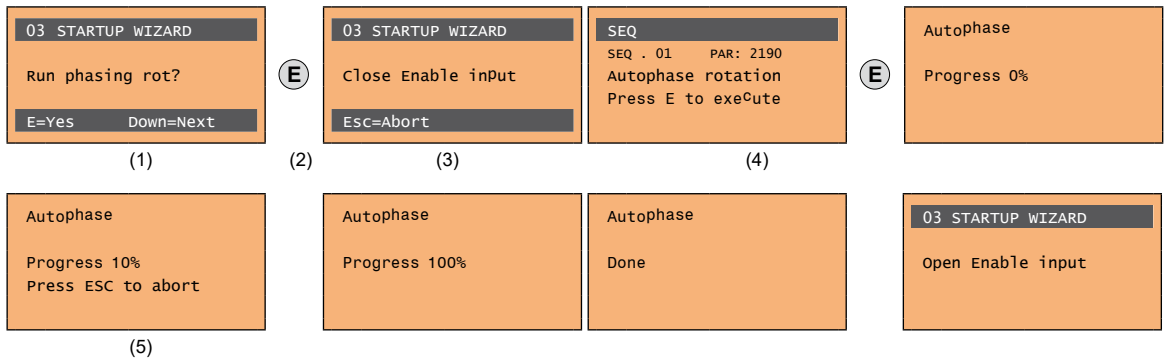 03 STARTUP WIZARD
Run phasing rot?
E=Yes Down=Next
(1)
E
(2)
03 STARTUP WIZARD
Close Enable input
Esc=Abort
(3)
SEQ
SEQ . 01 PAR: 2190
Autophase rotation
Press E to execute
(4)
E
Autophase
Progress 0%
Autophase
Progress 10%
Press ESC to abort
(5)
Autophase
Progress 100%
Autophase
Done
03 STARTUP WIZARD
Open Enable input